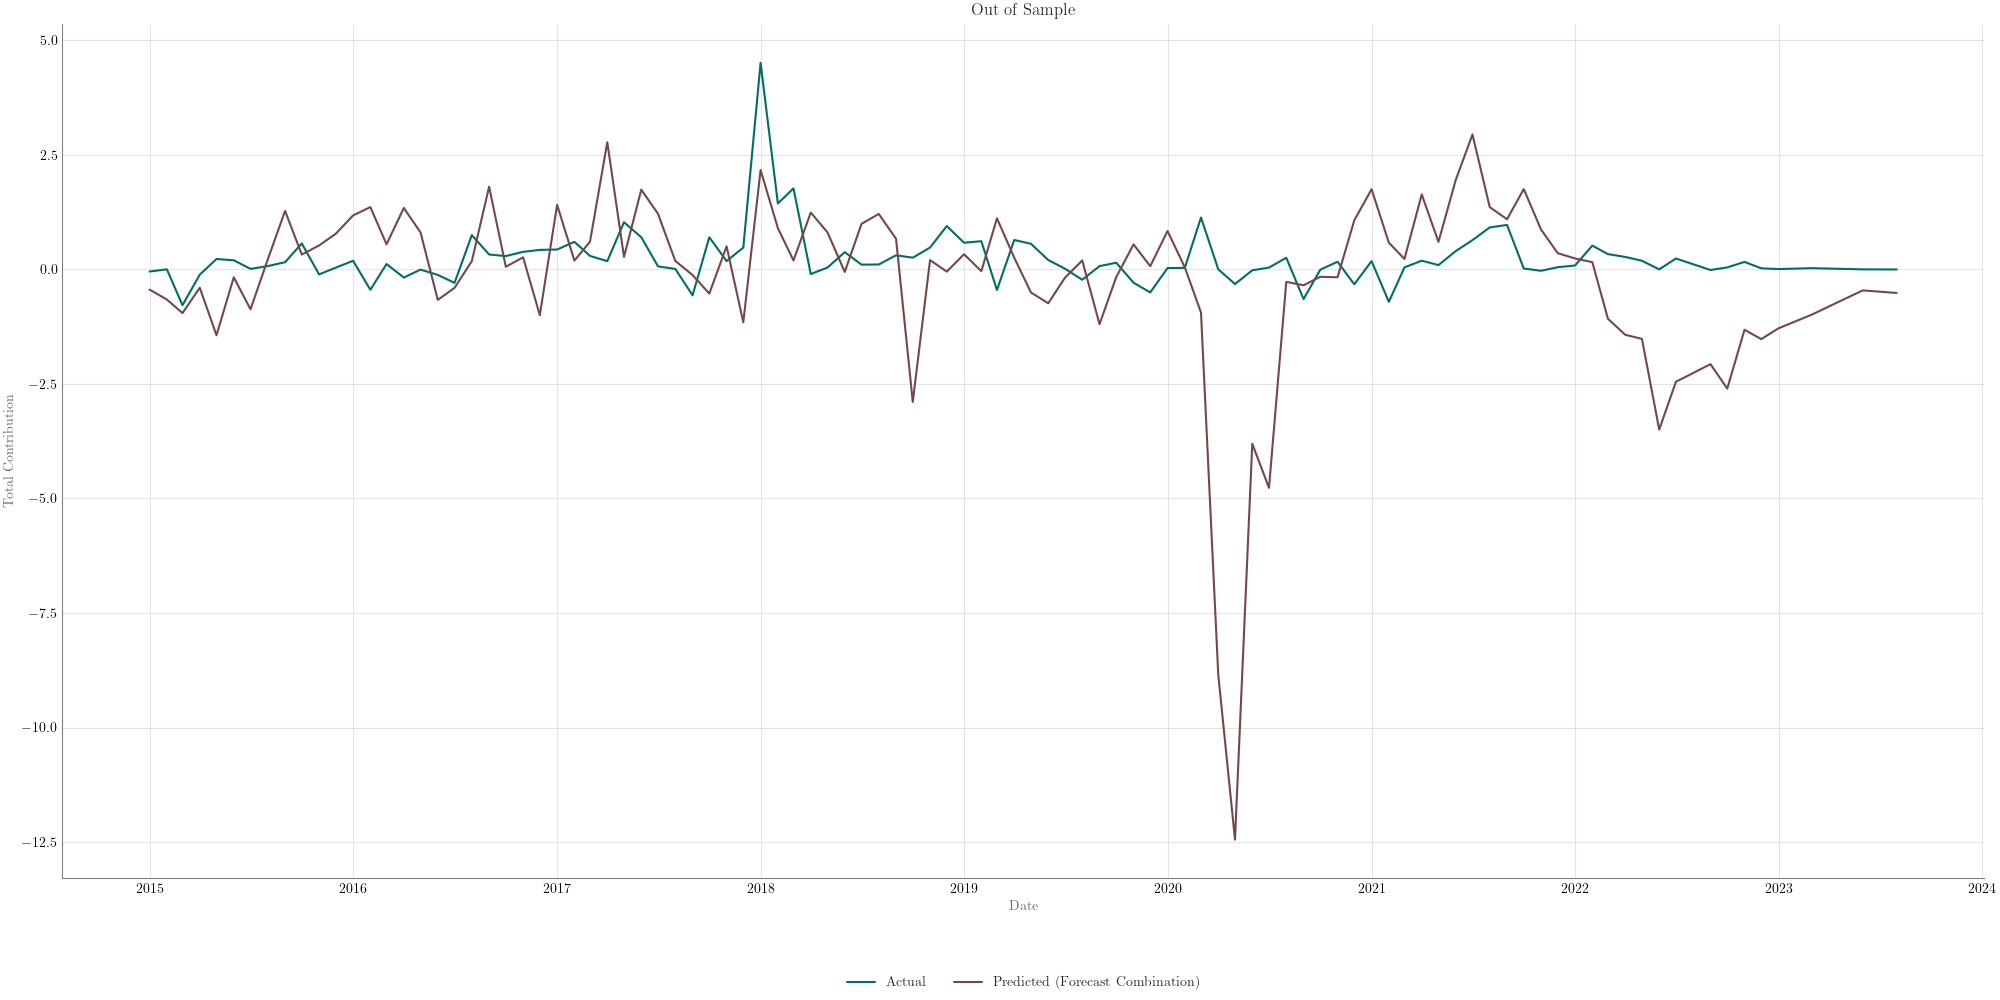 Out of Sample
5.0
2.5
0.0
−2.5
−5.0
−7.5
−10.0
−12.5
Total Contribution
2015 2016 2017 2018 2019 2020 2021 2022 2023 2024
Date
Actual Predicted (Forecast Combination)